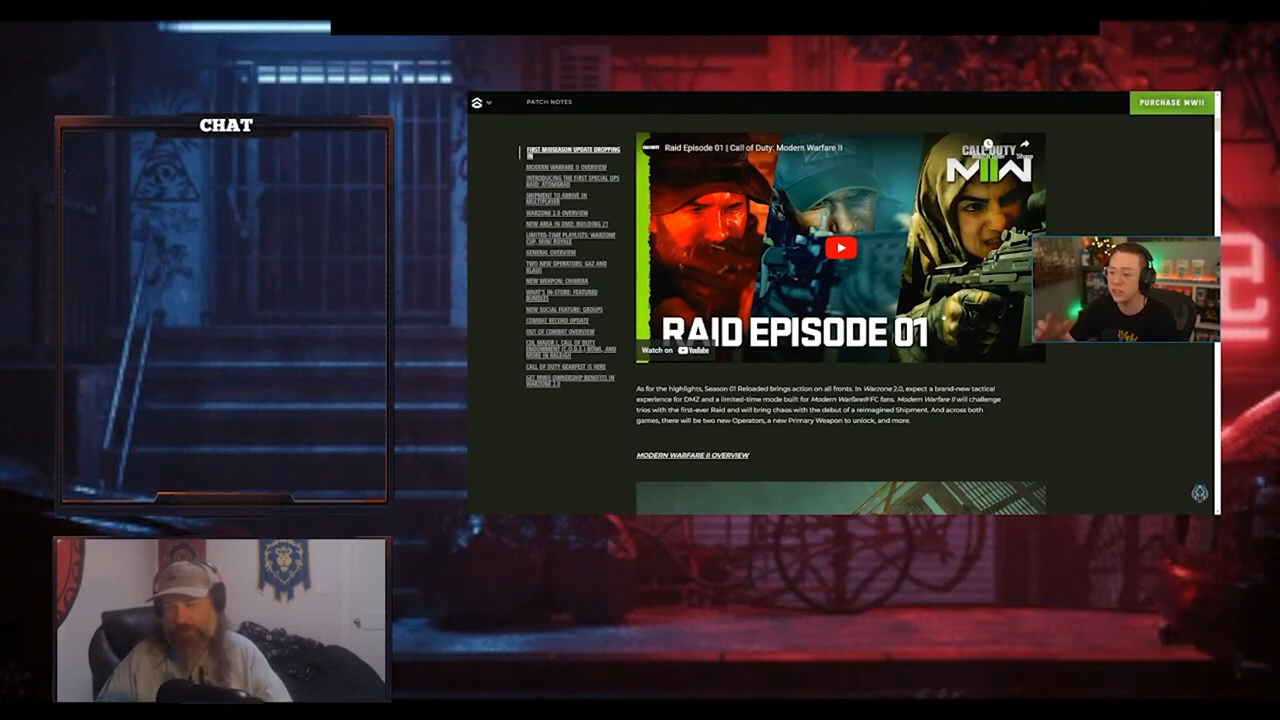 CHAT
PATCH NOTES
PURCHASE MWII
FIRST MIDSEASON UPDATE DROPPING
IN
MODERN WARFARE II OVERVIEW
INTRODUCING THE FIRST SPECIAL OPS
RAID: ATOMGRAD
SHIPMENT TO ARRIVE IN
MULTIPLAYER
WARZONE 2.0 OVERVIEW
NEW AREA IN DMZ: BUILDING 21
LIMITED-TIME PLAYLISTS: WARZONE
CUP, MINI ROYALE
GENERAL OVERVIEW
TWO NEW OPERATORS: GAZ AND
KLAUS
NEW WEAPON: CHIMERA
WHAT'S IN-STORE: FEATURED
BUNDLES
NEW SOCIAL FEATURE: GROUPS
COMBAT RECORD UPDATE
OUT OF COMBAT OVERVIEW
CDL MAJOR I, CALL OF DUTY
ENDOWMENT (C.O.D.E.) BOWL, AND
MORE IN RALEIGH
CALL OF DUTY GEARFEST IS HERE
GET MWII OWNERSHIP BENEFITS IN
WARZONE 2.0
Raid Episode 01 | Call of Duty: Modern Warfare II
CALL OF DUTY
Watch later
Share
MWII
RAID EPISODE 01
Watch on YouTube
As for the highlights, Season 01 Reloaded brings action on all fronts. In Warzone 2.0, expect a brand-new tactical
experience for DMZ and a limited-time mode built for Modern Warfare® FC fans. Modern Warfare II will challenge
trios with the first-ever Raid and will bring chaos with the debut of a reimagined Shipment. And across both
games, there will be two new Operators, a new Primary Weapon to unlock, and more.
MODERN WARFARE II OVERVIEW